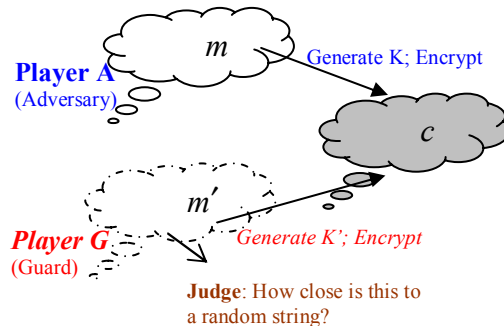 m
Generate K; Encrypt
Player A
(Adversary)
c
m'
Player G
Generate K'; Encrypt
(Guard)
Judge: How close is this to
a random string?